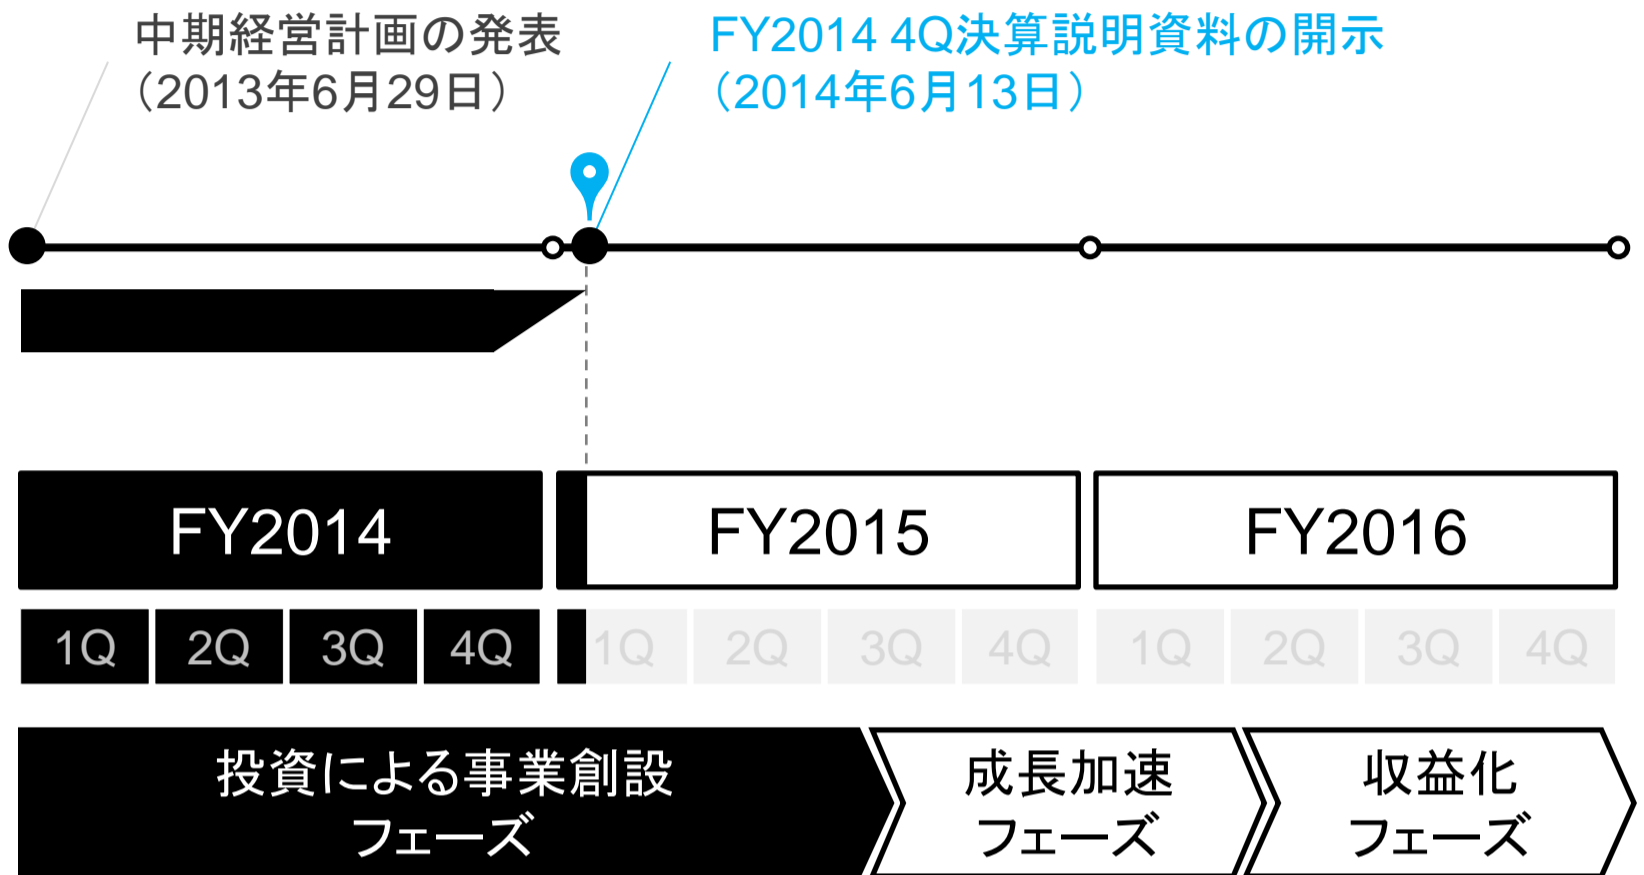 中期経営計画の発表
（2013年6月29日）
FY2014 4Q決算説明資料の開示
（2014年6月13日）
FY2014
FY2015
FY2016
1Q 2Q 3Q 4Q
1Q 2Q 3Q 4Q
1Q 2Q 3Q 4Q
投資による事業創設
フェーズ
成長加速
フェーズ
収益化
フェーズ